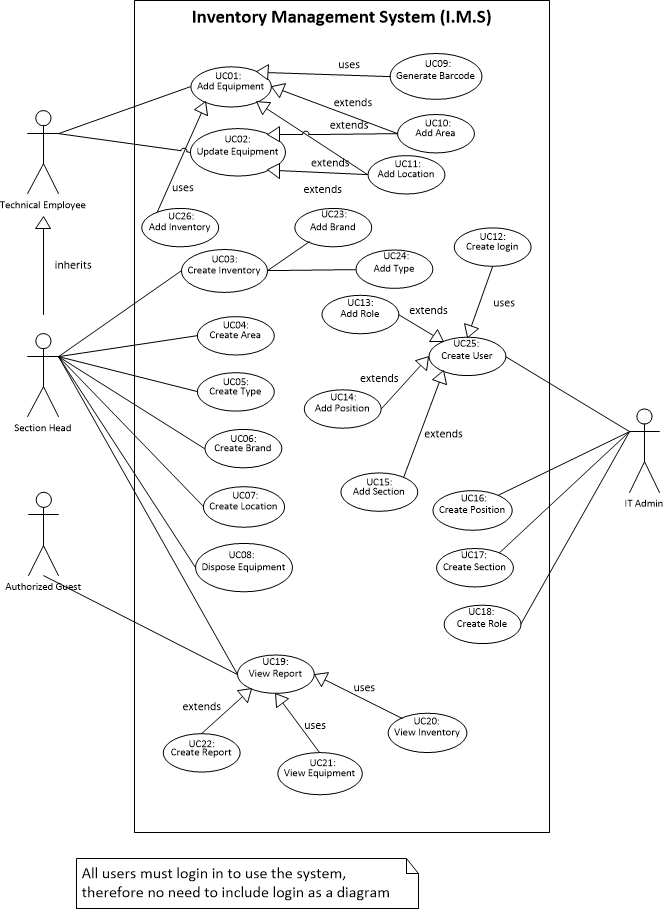 Inventory Management System (I.M.S)
UC01:
Add Equipment
uses
UC09:
Generate Barcode
extends
extends
UC10:
Add Area
UC02:
Update Equipment
extends
UC11:
Add Location
extends
uses
Technical Employee
UC26:
Add Inventory
UC23:
Add Brand
UC12:
Create login
inherits
UC03:
Create Inventory
UC24:
Add Type
UC13:
Add Role
extends
uses
UC04:
Create Area
UC25:
Create User
extends
UC05:
Create Type
UC14:
Add Position
Section Head
extends
UC06:
Create Brand
UC15:
Add Section
UC07:
Create Location
UC16:
Create Position
IT Admin
UC08:
Dispose Equipment
UC17:
Create Section
Authorized Guest
UC18:
Create Role
UC19:
View Report
uses
extends
uses
UC20:
View Inventory
UC22:
Create Report
UC21:
View Equipment
All users must login in to use the system,
therefore no need to include login as a diagram